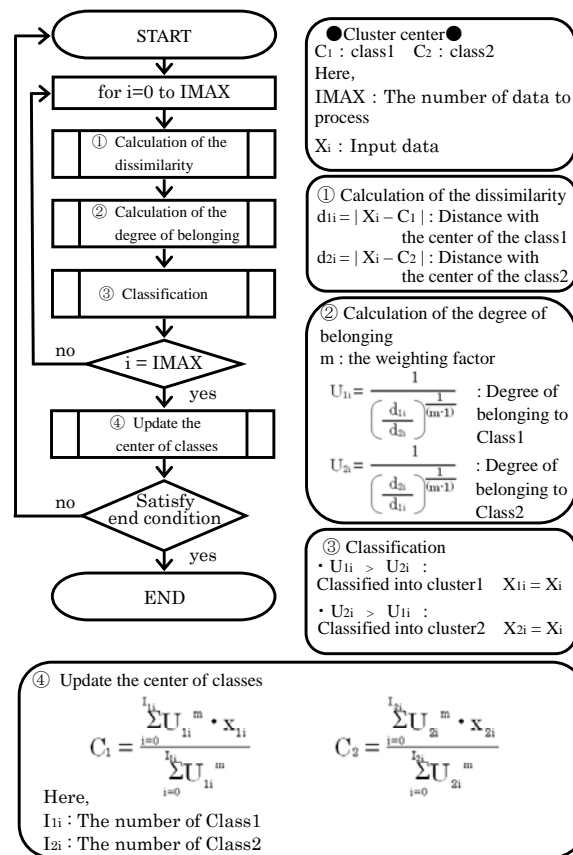 START
for i=0 to IMAX
① Calculation of the
dissimilarity
② Calculation of the
degree of belonging
③ Classification
no
i = IMAX
yes
④ Update the
center of classes
no
Satisfy
end condition
yes
END
●Cluster center●
C1 : class1 C2 : class2
Here,
IMAX : The number of data to
process
Xi : Input data
① Calculation of the dissimilarity
d1i = | Xi – C1 | : Distance with
the center of the class1
d2i = | Xi – C2 | : Distance with
the center of the class2
② Calculation of the degree of
belonging
m : the weighting factor
U1i = 1 / (d1i / d2i)^(1/(m-1)) : Degree of
belonging to
Class1
U2i = 1 / (d2i / d1i)^(1/(m-1)) : Degree of
belonging to
Class2
③ Classification
・U1i > U2i :
Classified into cluster1 X1i = Xi
・U2i > U1i :
Classified into cluster2 X2i = Xi
④ Update the center of classes
C1 = Σ(i=0 to I1i) U1i^m ・ x1i / Σ(i=0 to I1i) U1i^m
C2 = Σ(i=0 to I2i) U2i^m ・ x2i / Σ(i=0 to I2i) U2i^m
Here,
I1i : The number of Class1
I2i : The number of Class2